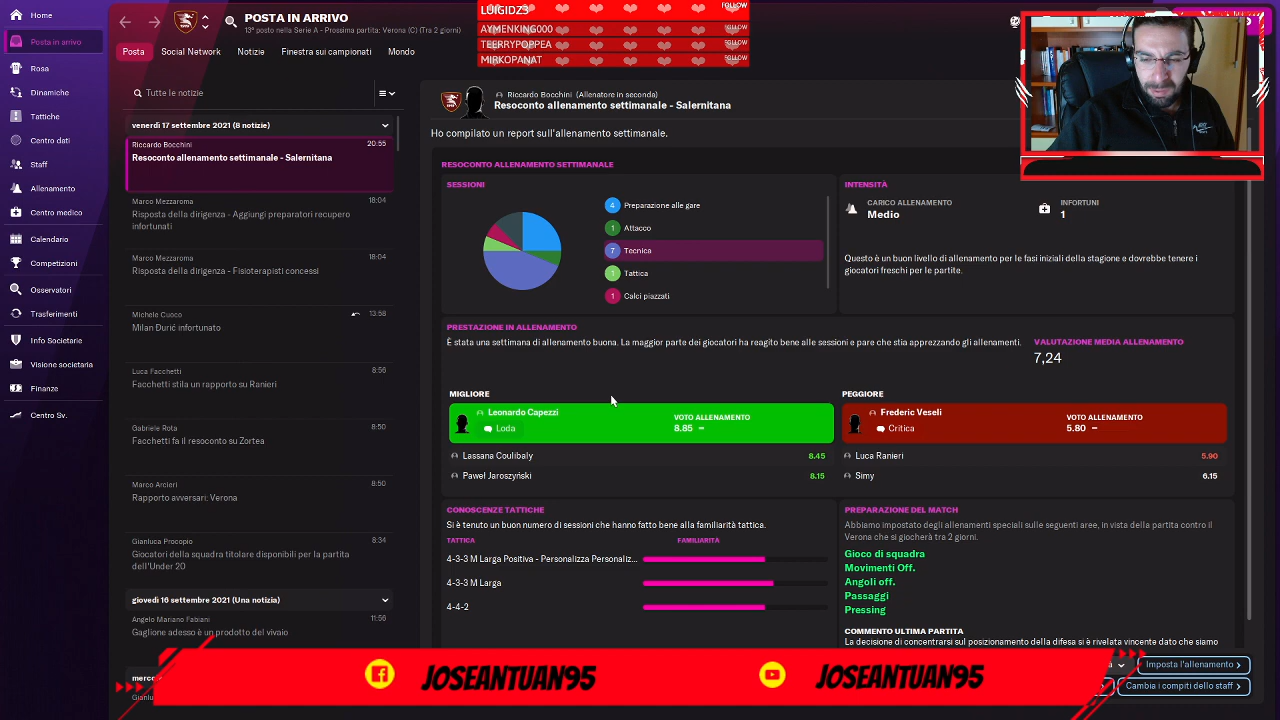 Home
POSTA IN ARRIVO
13º posto nella Serie A - Prossima partita: Verona (C) (Tra 2 giorni)
LUIGIDZS
FOLLOW
AYMENKING000
FOLLOW
TEERRYPOPPEA
FOLLOW
MIRKOPANAT
FOLLOW
Posta in arrivo
Posta
Social Network
Notizie
Finestra sui campionati
Mondo
Rosa
Dinamiche
Tattiche
Centro dati
Staff
Allenamento
Centro medico
Calendario
Competizioni
Osservatori
Trasferimenti
Info Societarie
Visione societaria
Finanze
Centro Sv.
Tutte le notizie
venerdì 17 settembre 2021 (8 notizie)
Riccardo Bocchini
20:55
Resoconto allenamento settimanale - Salernitana
Marco Mezzaroma
18:04
Risposta della dirigenza - Aggiungi preparatori recupero
infortunati
Marco Mezzaroma
18:04
Risposta della dirigenza - Fisioterapisti concessi
Michele Cuoco
13:58
Milan Đurić infortunato
Luca Facchetti
8:56
Facchetti stila un rapporto su Ranieri
Gabriele Rota
8:50
Facchetti fa il resoconto su Zortea
Marco Arcieri
8:50
Rapporto avversari: Verona
Gianluca Procopio
8:34
Giocatori della squadra titolare disponibili per la partita
dell'Under 20
giovedì 16 settembre 2021 (Una notizia)
Angelo Mariano Fabiani
11:56
Gaglione adesso è un prodotto del vivaio
Riccardo Bocchini (Allenatore in seconda)
Resoconto allenamento settimanale - Salernitana
Ho compilato un report sull'allenamento settimanale.
RESOCONTO ALLENAMENTO SETTIMANALE
SESSIONI
4 Preparazione alle gare
1 Attacco
7 Tecnico
1 Tattica
1 Calci piazzati
INTENSITÀ
CARICO ALLENAMENTO
Medio
INFORTUNI
1
Questo è un buon livello di allenamento per le fasi iniziali della stagione e dovrebbe tenere i
giocatori freschi per le partite.
PRESTAZIONE IN ALLENAMENTO
È stata una settimana di allenamento buona. La maggior parte dei giocatori ha reagito bene alle sessioni e pare che stia apprezzando gli allenamenti.
VALUTAZIONE MEDIA ALLENAMENTO
7,24
MIGLIORE
Leonardo Capezzi
Loda
VOTO ALLENAMENTO
8.85 –
Lassana Coulibaly
8.45
Paweł Jaroszyński
8.15
PEGGIORE
Frederic Veseli
Critica
VOTO ALLENAMENTO
5.80 –
Luca Ranieri
5.90
Simy
6.15
CONOSCENZE TATTICHE
Si è tenuto un buon numero di sessioni che hanno fatto bene alla familiarità tattica.
TATTICA
FAMILIARITÀ
4-3-3 M Larga Positiva - Personalizza Personaliz...
4-3-3 M Larga
4-4-2
PREPARAZIONE DEL MATCH
Abbiamo impostato degli allenamenti speciali sulle seguenti aree, in vista della partita contro il
Verona che si giocherà tra 2 giorni.
Gioco di squadra
Movimenti Off.
Angoli off.
Passaggi
Pressing
COMMENTO ULTIMA PARTITA
La decisione di concentrarsi sul posizionamento della difesa si è rivelata vincente dato che siamo
Imposta l'allenamento
Cambia i compiti dello staff
JOSEANTUAN95
JOSEANTUAN95